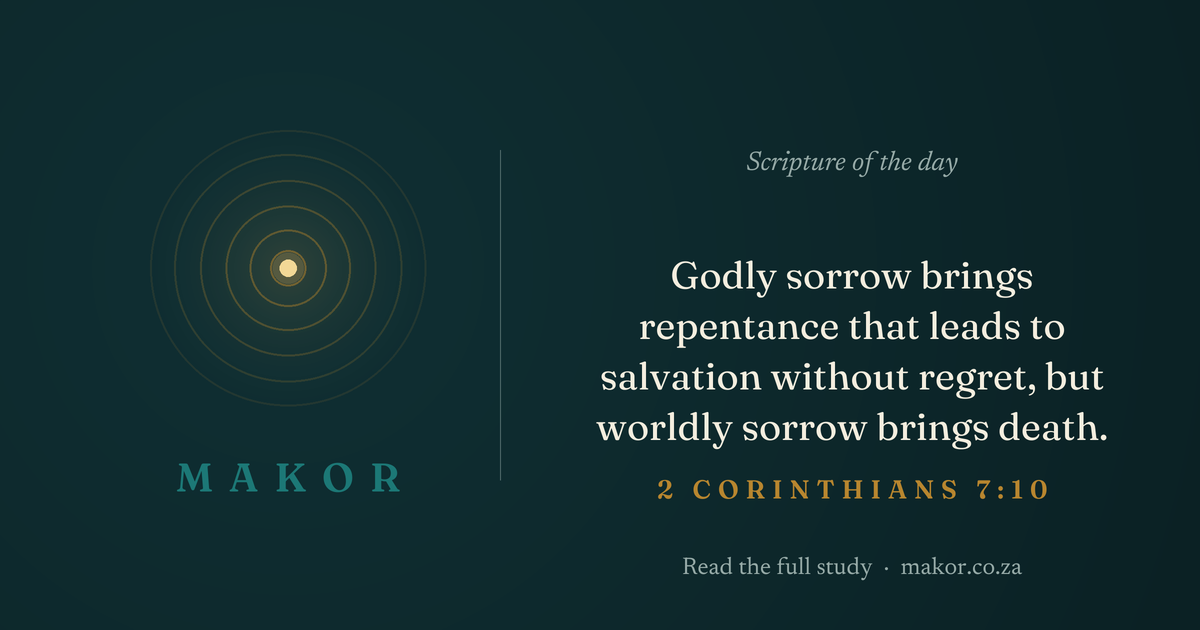 MAKOR
Scripture of the day
Godly sorrow brings
repentance that leads to
salvation without regret, but
worldly sorrow brings death.
2 CORINTHIANS 7:10
Read the full study · makor.co.za